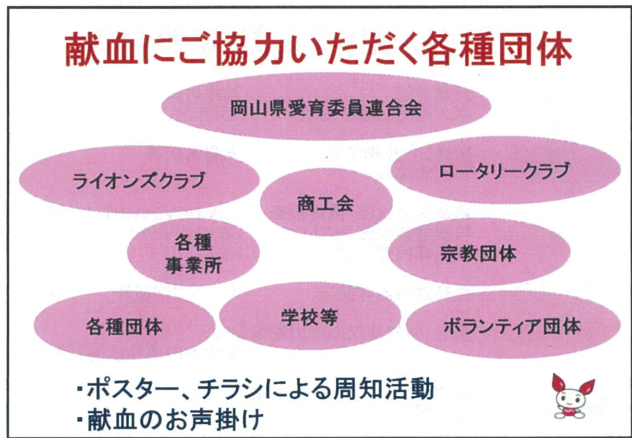 献血にご協力いただく各種団体
岡山県愛育委員連合会
ライオンズクラブ
ロータリークラブ
商工会
各種
事業所
宗教団体
各種団体
学校等
ボランティア団体
・ポスター、チラシによる周知活動
・献血のお声掛け